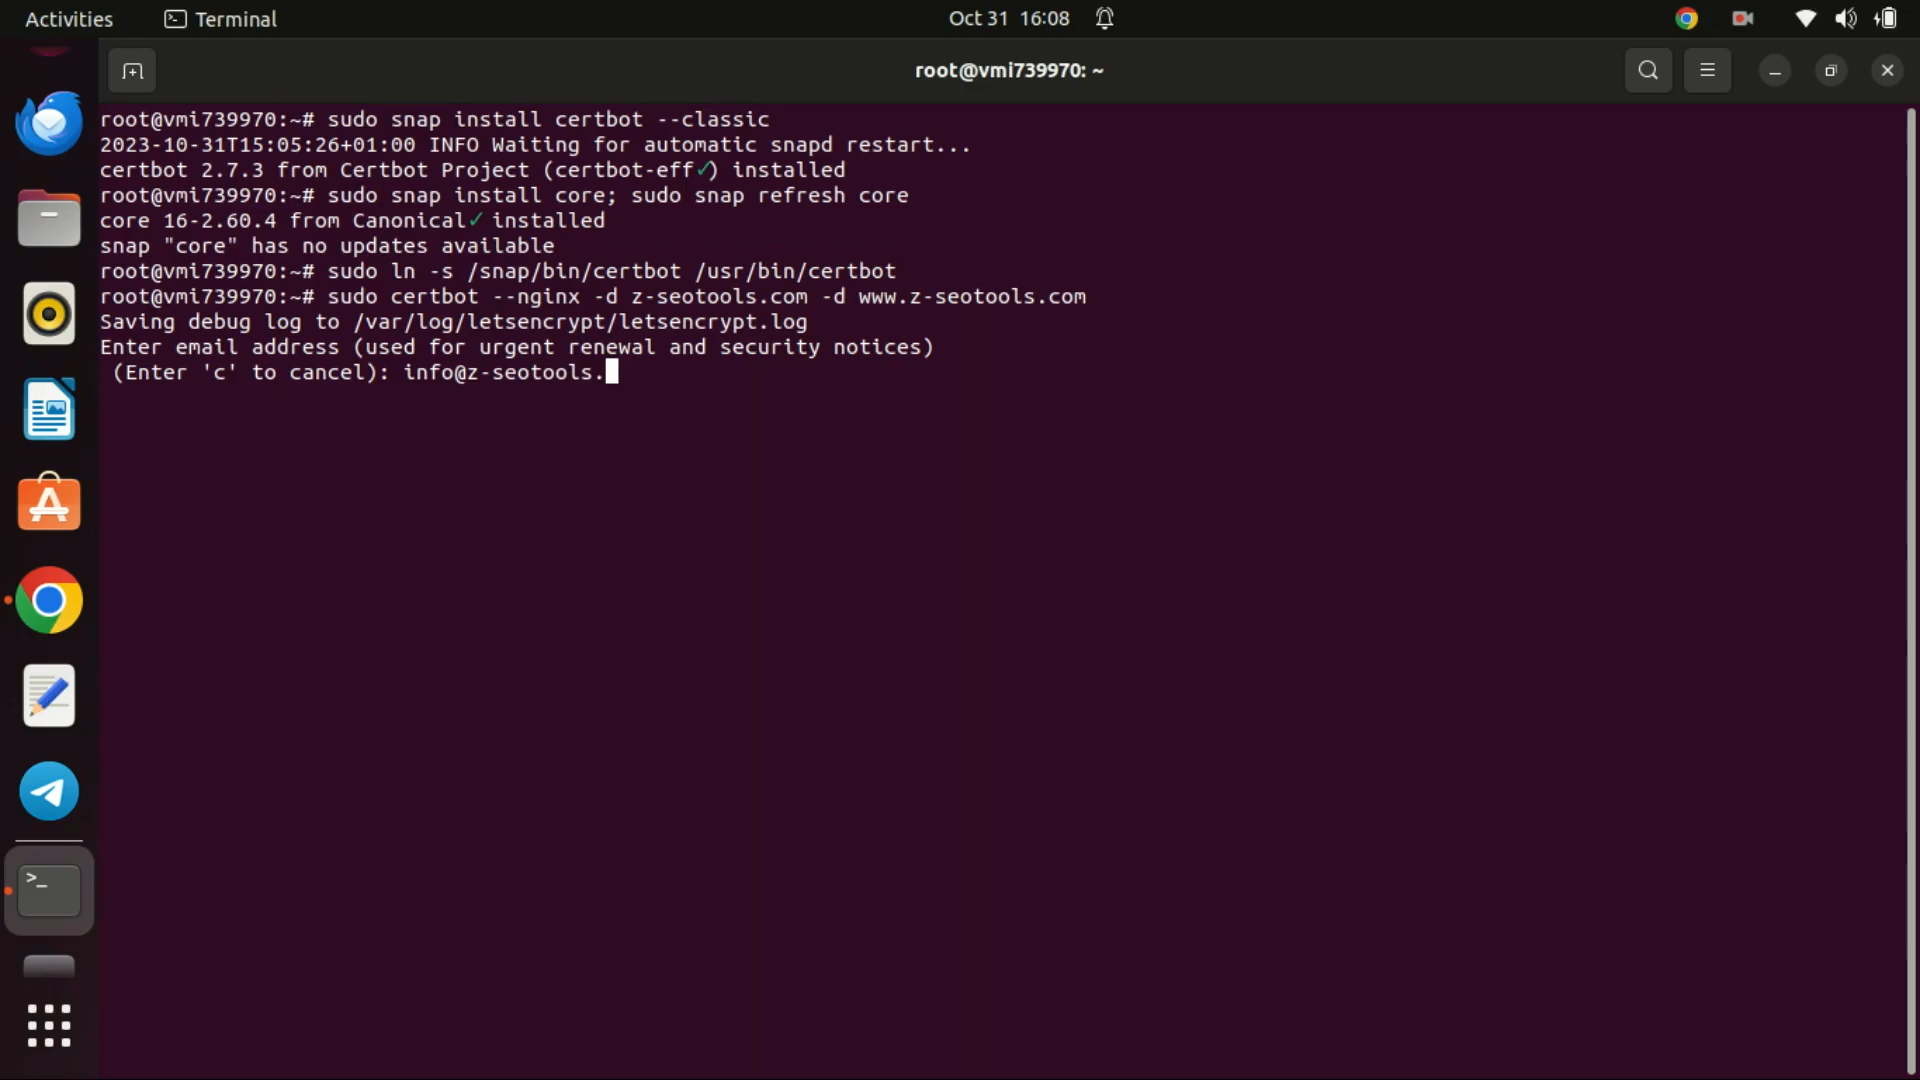 Activities
Terminal
Oct 31 16:08
root@vmi739970: ~
root@vmi739970:~# sudo snap install certbot --classic
2023-10-31T15:05:26+01:00 INFO Waiting for automatic snapd restart...
certbot 2.7.3 from Certbot Project (certbot-eff✓) installed
root@vmi739970:~# sudo snap install core; sudo snap refresh core
core 16-2.60.4 from Canonical✓ installed
snap "core" has no updates available
root@vmi739970:~# sudo ln -s /snap/bin/certbot /usr/bin/certbot
root@vmi739970:~# sudo certbot --nginx -d z-seotools.com -d www.z-seotools.com
Saving debug log to /var/log/letsencrypt/letsencrypt.log
Enter email address (used for urgent renewal and security notices)
(Enter 'c' to cancel): info@z-seotools.